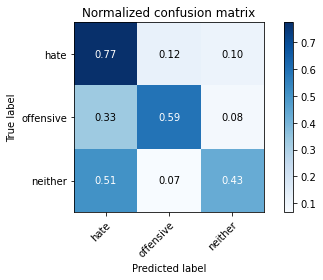 Normalized confusion matrix
hate 0.77 0.12 0.10
offensive 0.33 0.59 0.08
neither 0.51 0.07 0.43
True label
hate offensive neither
Predicted label
0.7
0.6
0.5
0.4
0.3
0.2
0.1